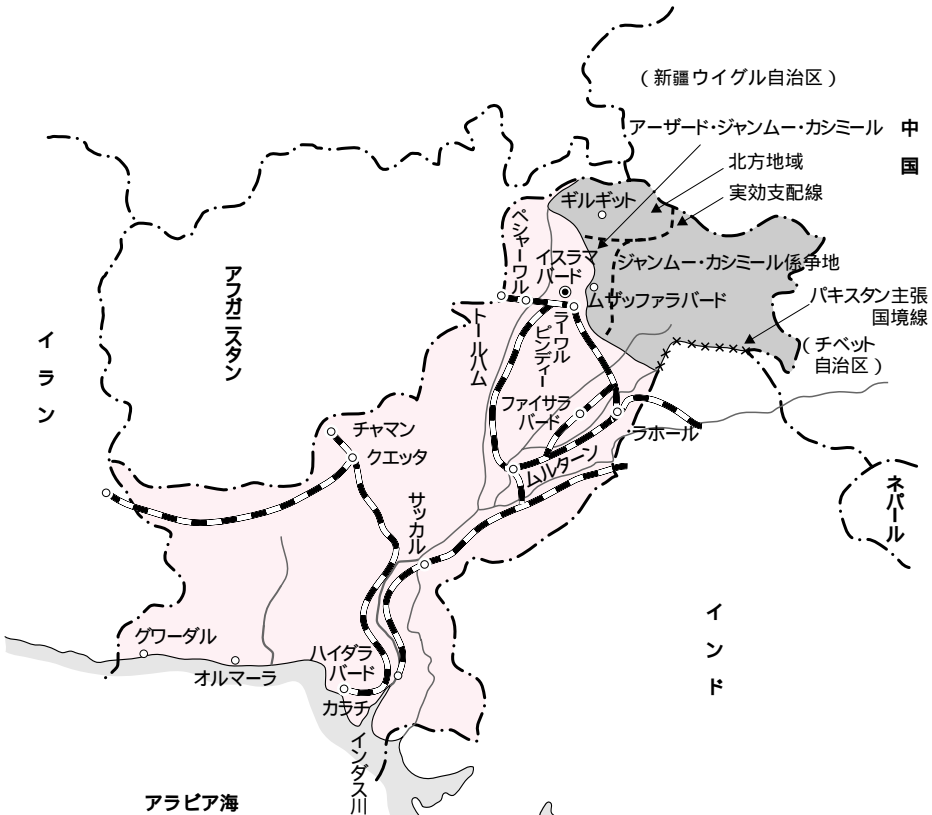 （新疆ウイグル自治区）
アーザード・ジャンムー・カシミール
中国
北方地域
実効支配線
ギルギット
ペシャーワル
イスラマ
バード
ジャンムー・カシミール係争地
ムザッファラバード
パキスタン主張
国境線
（チベット
自治区）
アフガニスタン
イラン
トールハム
ラーワル
ピンディー
ファイサラ
バード
ラホール
チャマン
クエッタ
ムルターン
サッカル
ネパール
インド
グワーダル
オルマーラ
ハイダラ
バード
カラチ
インダス川
アラビア海